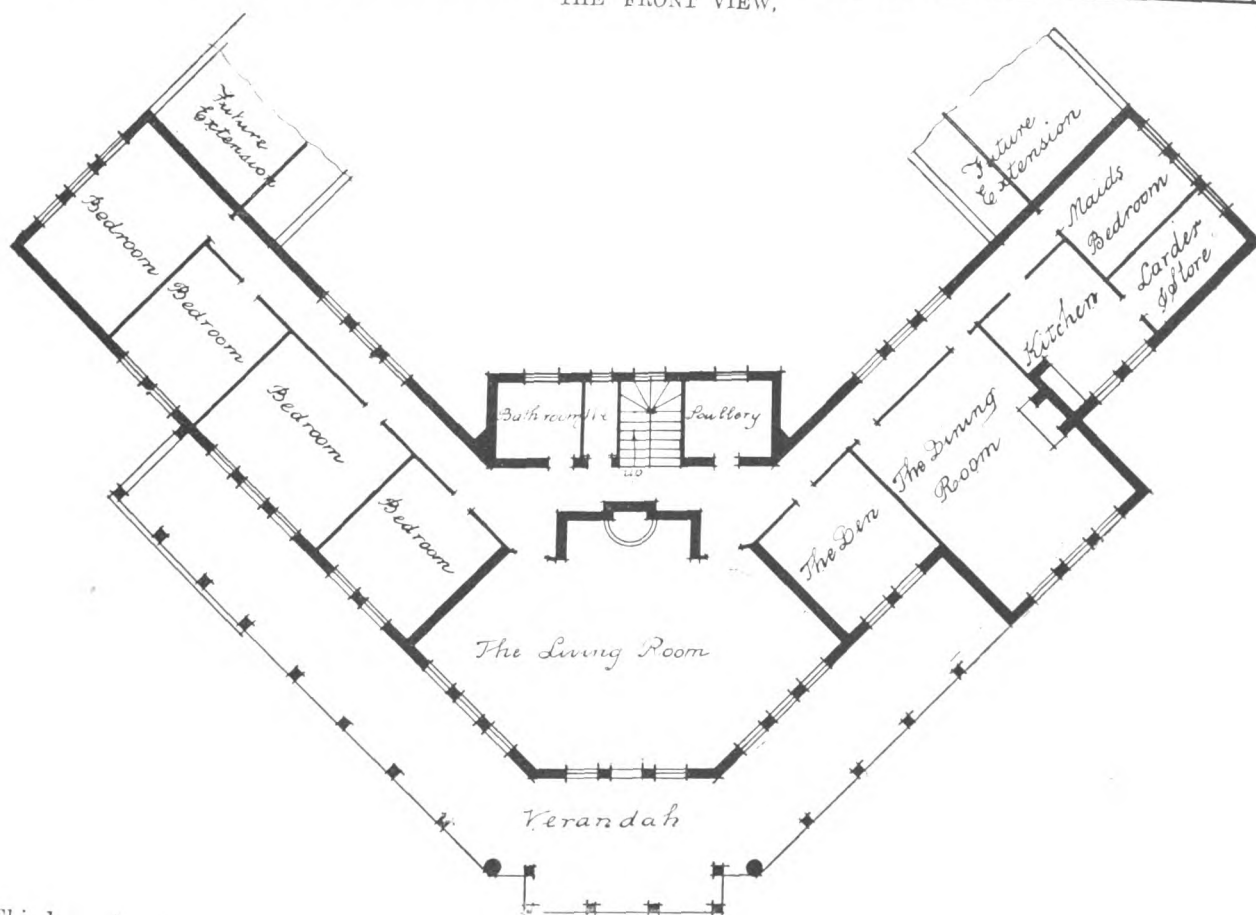 THE FRONT VIEW,
Future
Extension
Future
Extension
Bedroom
Bedroom
Bedroom
Bedroom
Maids
Bedroom
Larder
& Store
Kitchen
Bathroom
Scullery
up
The Dining
Room
The Den
The Living Room
Verandah